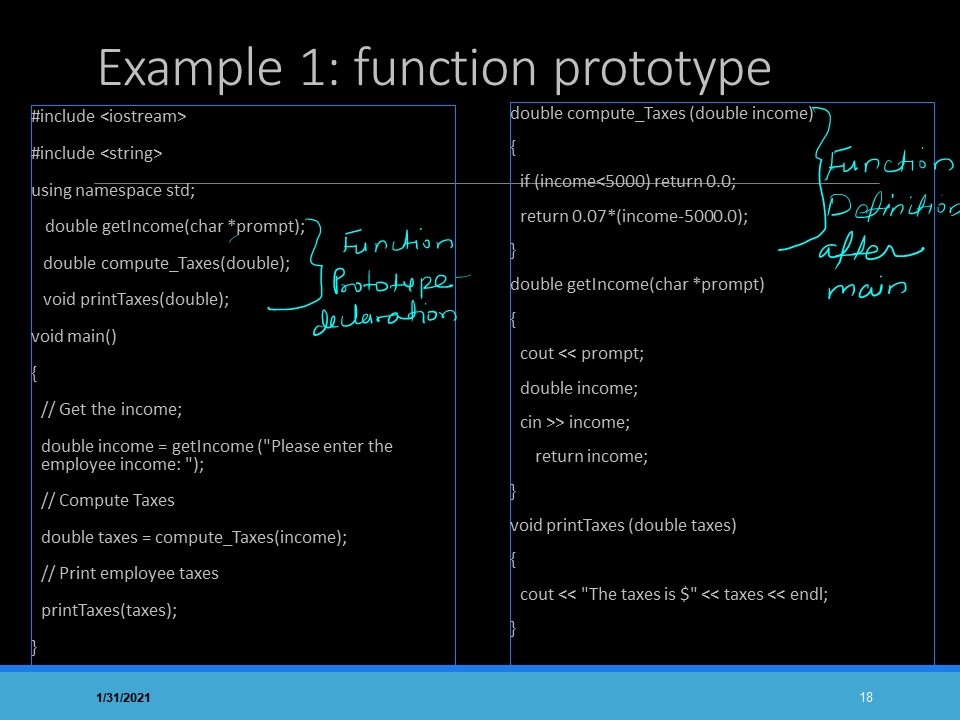 Example 1: function prototype
#include <iostream>
#include <string>
using namespace std;
double getIncome(char *prompt);
double compute_Taxes(double);
void printTaxes(double);
Function
Prototype
declaration
void main()
{
// Get the income;
double income = getIncome ("Please enter the
employee income: ");
// Compute Taxes
double taxes = compute_Taxes(income);
// Print employee taxes
printTaxes(taxes);
}
double compute_Taxes (double income)
{
if (income<5000) return 0.0;
return 0.07*(income-5000.0);
}
Function
Definition
after
main
double getIncome(char *prompt)
{
cout << prompt;
double income;
cin >> income;
return income;
}
void printTaxes (double taxes)
{
cout << "The taxes is $" << taxes << endl;
}
1/31/2021
18